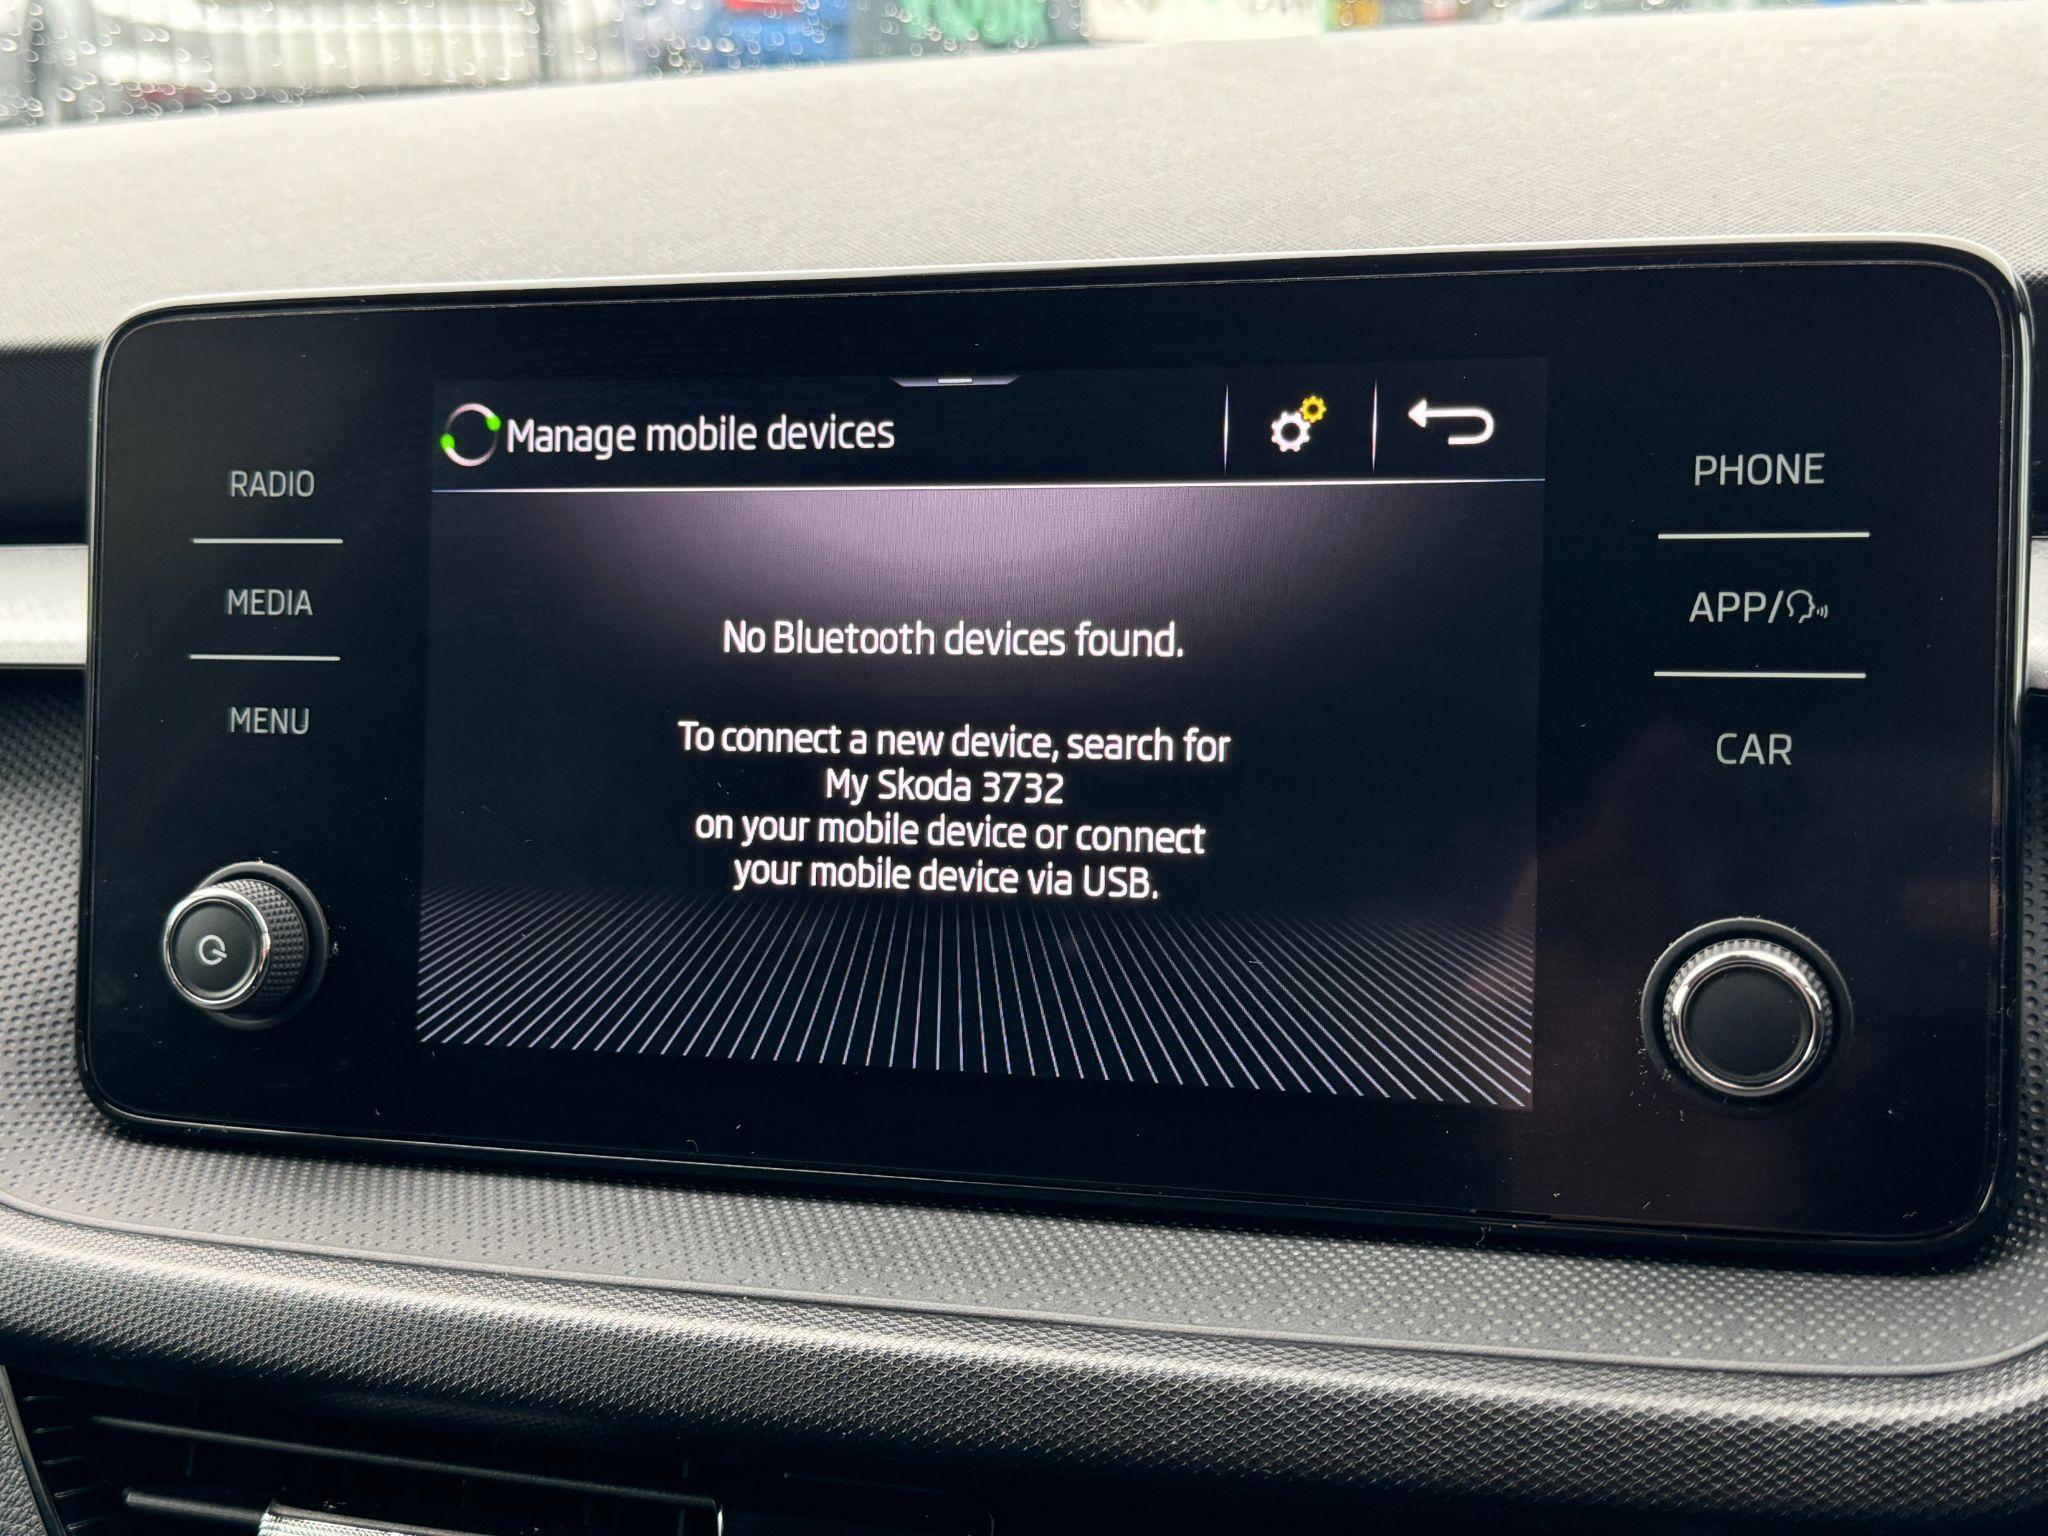 Manage mobile devices
RADIO
MEDIA
MENU
No Bluetooth devices found.
To connect a new device, search for
My Skoda 3732
on your mobile device or connect
your mobile device via USB.
PHONE
APP/
CAR